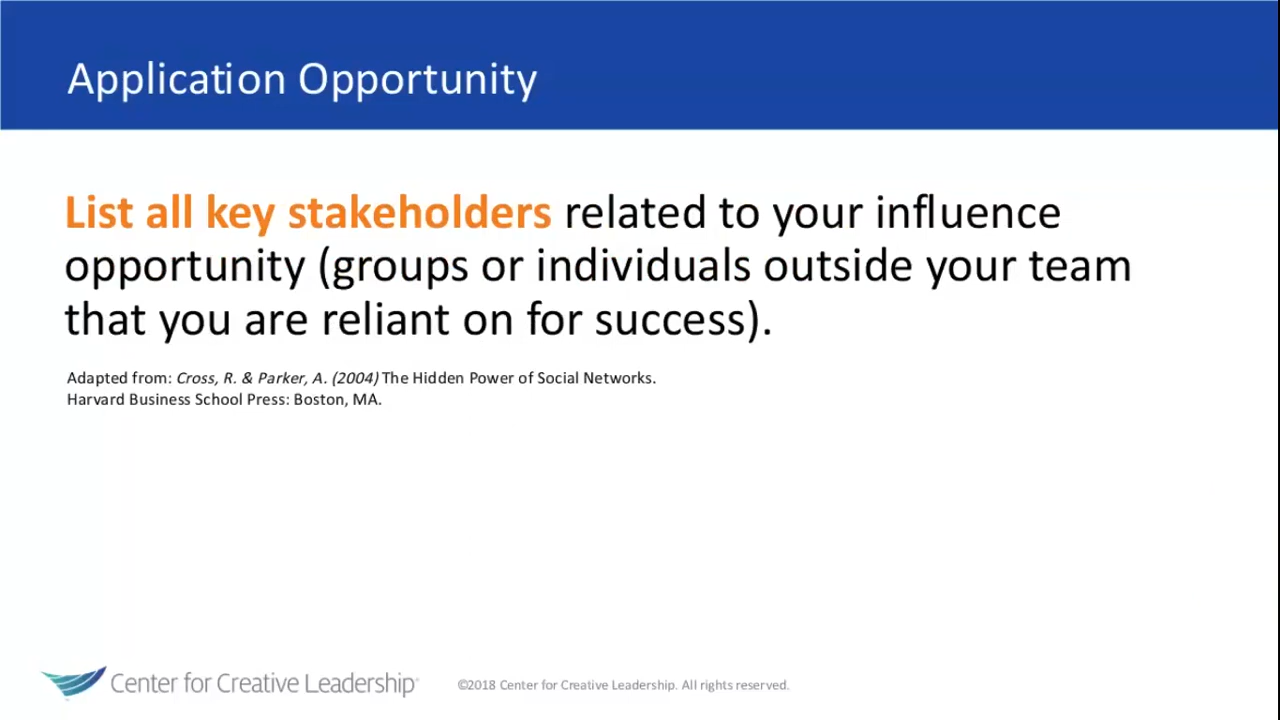 Application Opportunity
List all key stakeholders related to your influence
opportunity (groups or individuals outside your team
that you are reliant on for success).
Adapted from: Cross, R. & Parker, A. (2004) The Hidden Power of Social Networks.
Harvard Business School Press: Boston, MA.
Center for Creative Leadership®
©2018 Center for Creative Leadership. All rights reserved.